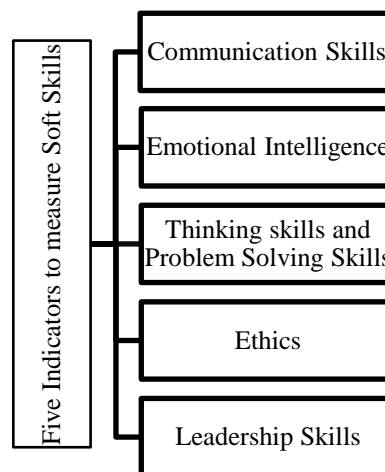 Five Indicators to measure Soft Skills
Communication Skills
Emotional Intelligence
Thinking skills and
Problem Solving Skills
Ethics
Leadership Skills